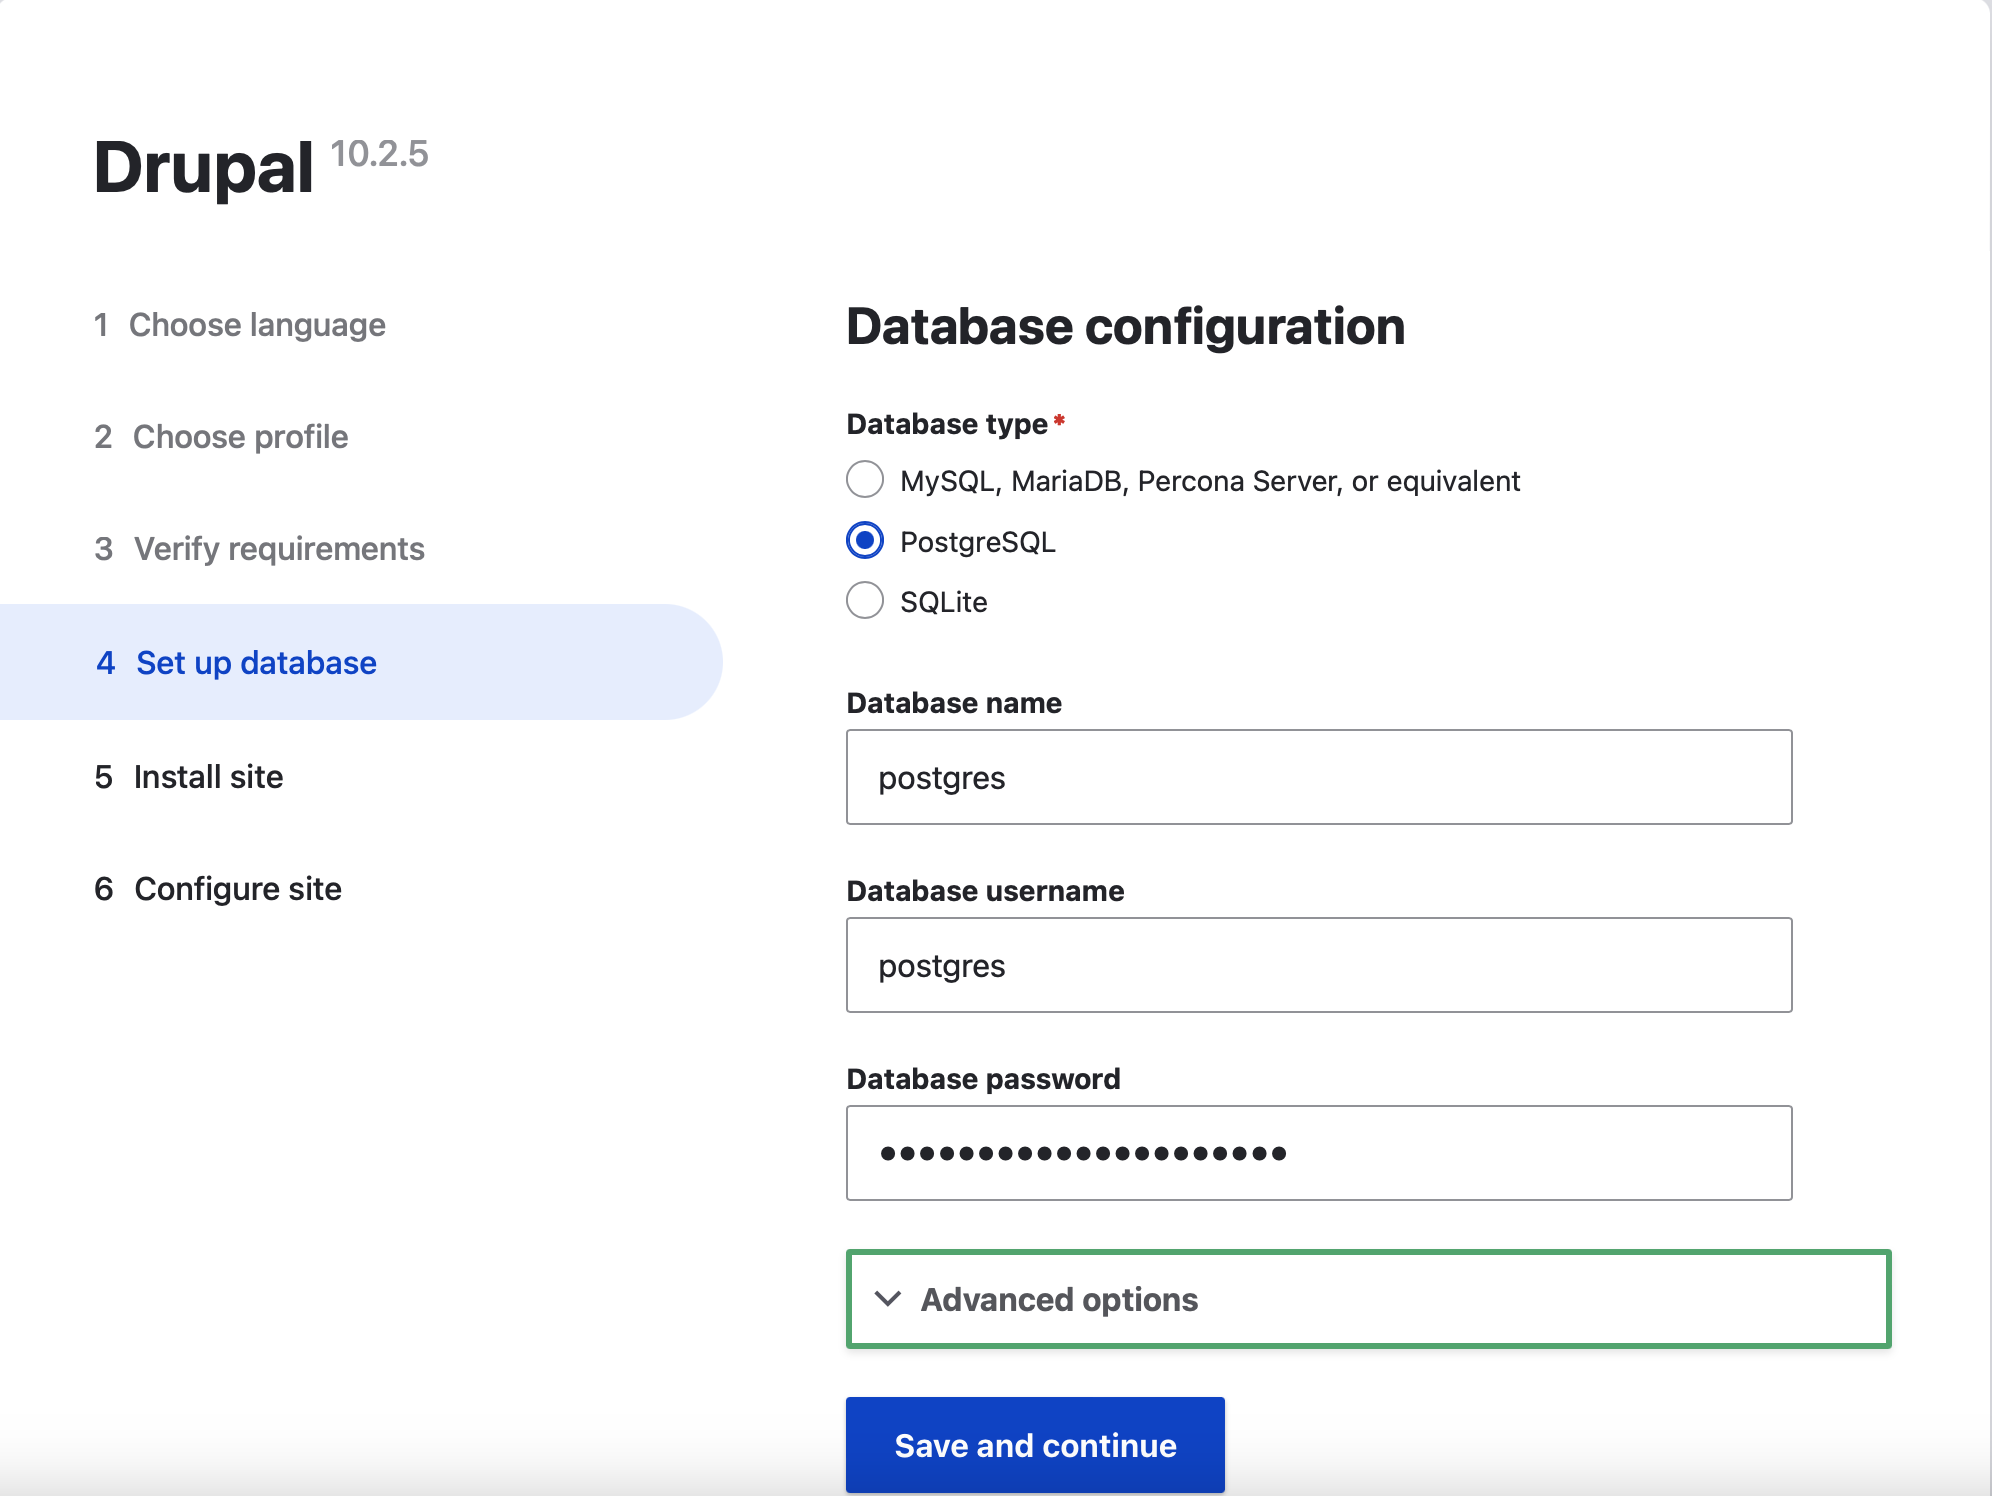 Drupal 10.2.5
1 Choose language
2 Choose profile
3 Verify requirements
4 Set up database
5 Install site
6 Configure site
Database configuration
Database type*
MySQL, MariaDB, Percona Server, or equivalent
PostgreSQL
SQLite
Database name
postgres
Database username
postgres
Database password
•••••••••••••••••••••
Advanced options
Save and continue